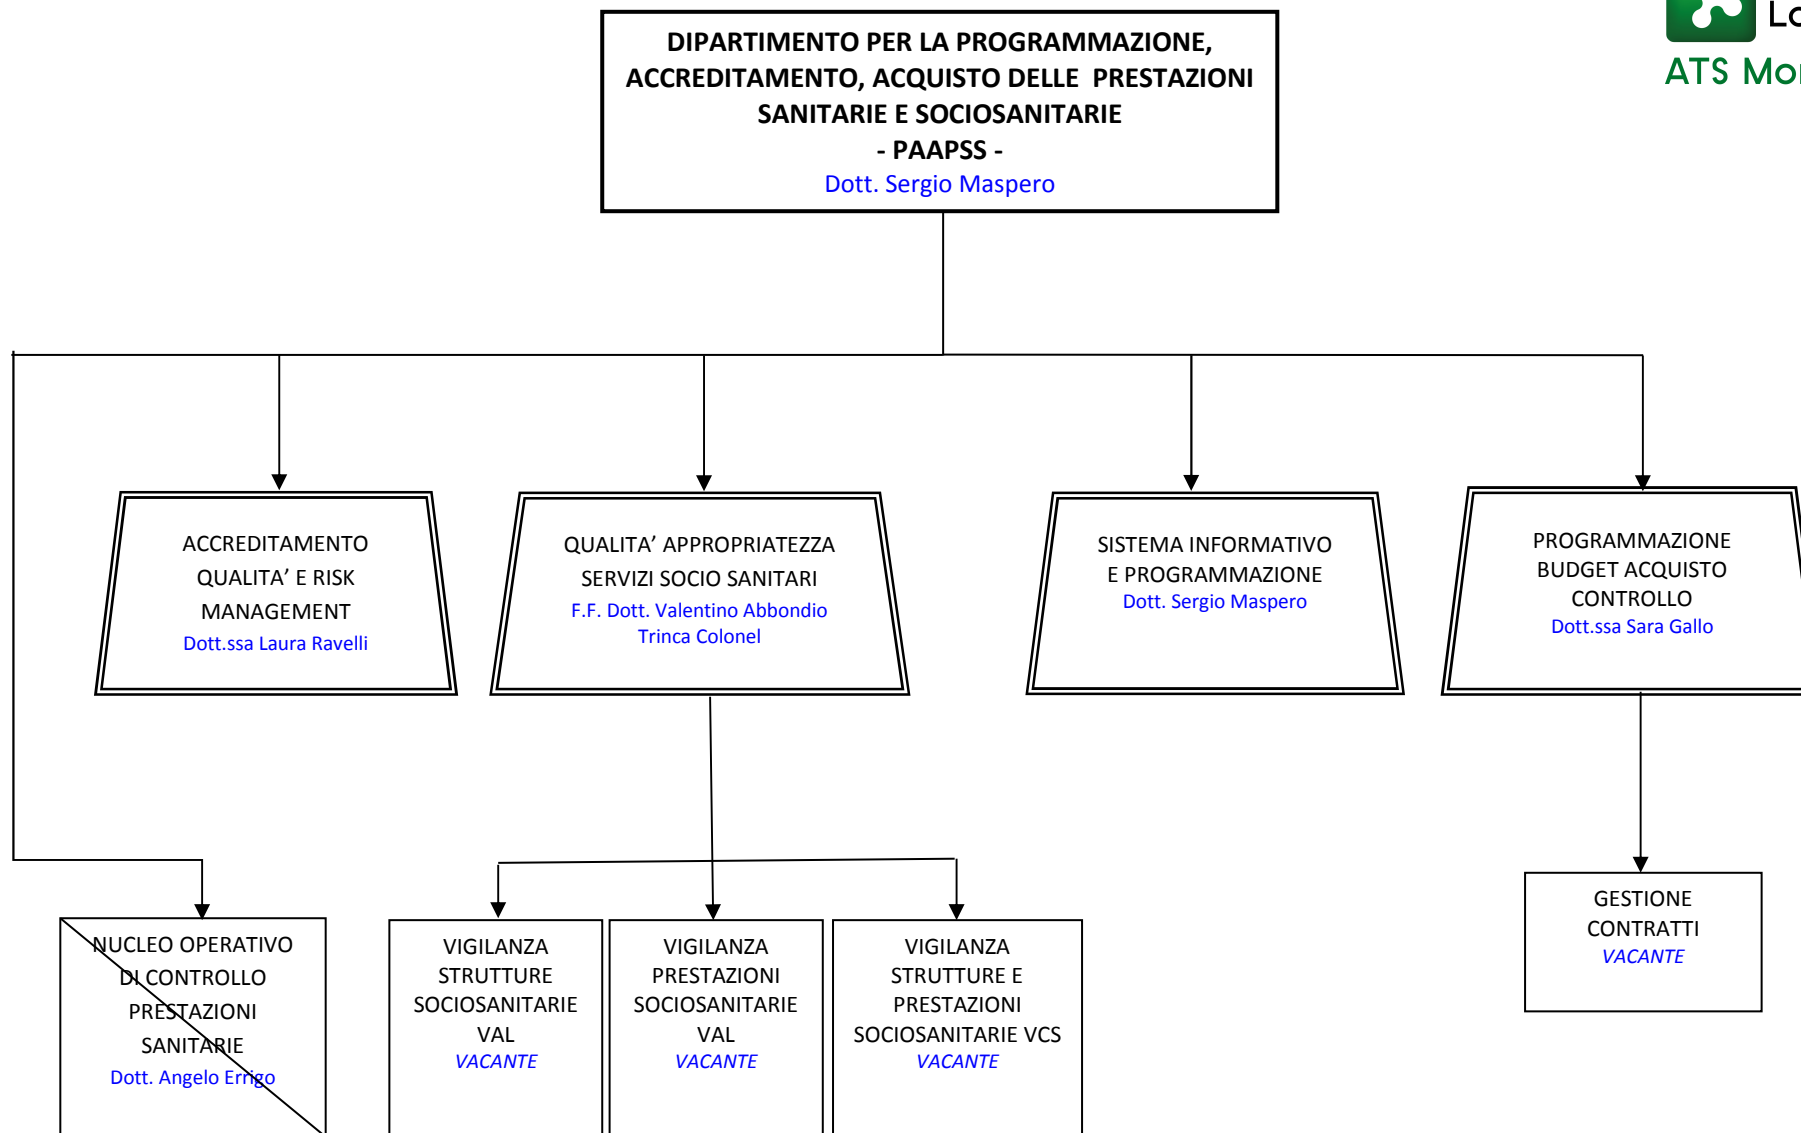 DIPARTIMENTO PER LA PROGRAMMAZIONE,
ACCREDITAMENTO, ACQUISTO DELLE PRESTAZIONI
SANITARIE E SOCIOSANITARIE
- PAAPSS -
Dott. Sergio Maspero
ATS
ACCREDITAMENTO
QUALITA’ E RISK
MANAGEMENT
Dott.ssa Laura Ravelli
QUALITA’ APPROPRIATEZZA
SERVIZI SOCIO SANITARI
F.F. Dott. Valentino Abbondio
Trinca Colonel
SISTEMA INFORMATIVO
E PROGRAMMAZIONE
Dott. Sergio Maspero
PROGRAMMAZIONE
BUDGET ACQUISTO
CONTROLLO
Dott.ssa Sara Gallo
NUCLEO OPERATIVO
DI CONTROLLO
PRESTAZIONI
SANITARIE
Dott. Angelo Errigo
VIGILANZA
STRUTTURE
SOCIOSANITARIE
VAL
VACANTE
VIGILANZA
PRESTAZIONI
SOCIOSANITARIE
VAL
VACANTE
VIGILANZA
STRUTTURE E
PRESTAZIONI
SOCIOSANITARIE VCS
VACANTE
GESTIONE
CONTRATTI
VACANTE